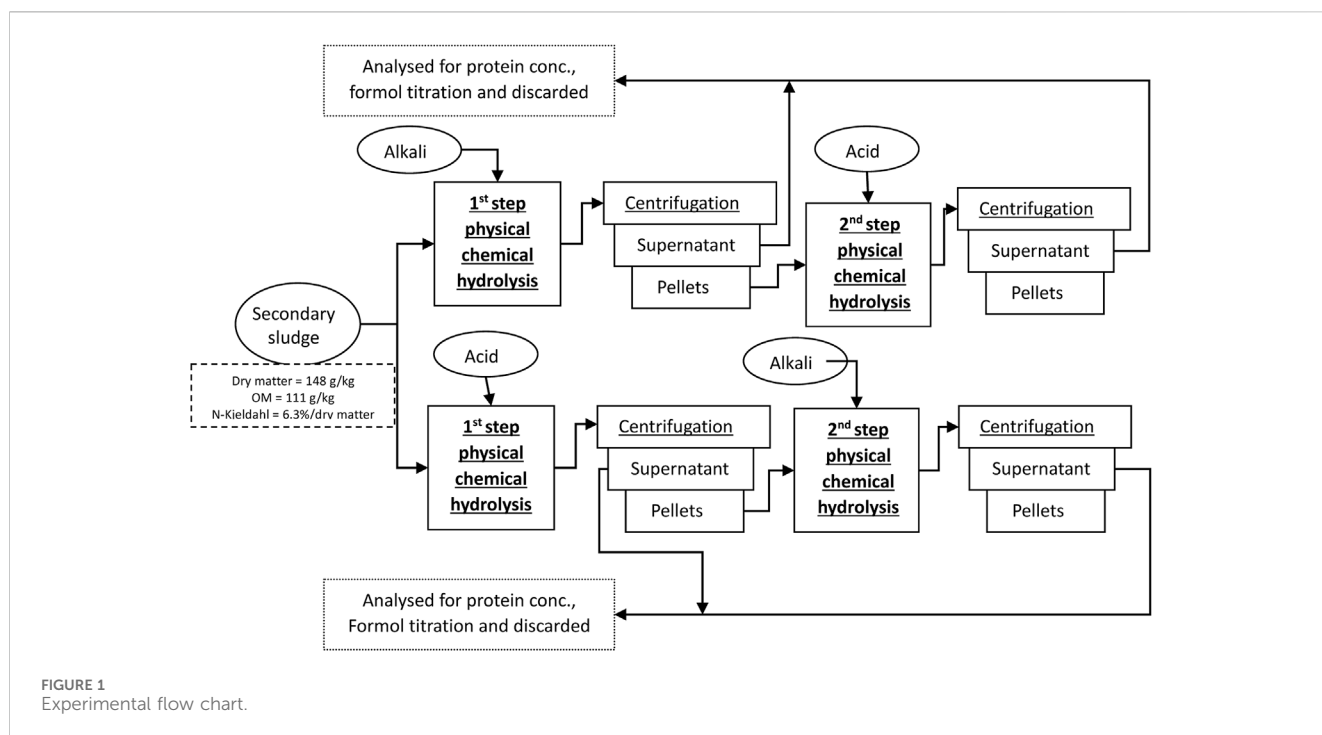 Analysed for protein conc.,
formol titration and discarded
Alkali
Acid
1st step
physical
chemical
hydrolysis
Centrifugation
Supernatant
Pellets
2nd step
physical
chemical
hydrolysis
Centrifugation
Supernatant
Pellets
Secondary
sludge
Dry matter = 148 g/kg
OM = 111 g/kg
N-Kieldahl = 6.3%/dry matter
Acid
Alkali
1st step
physical
chemical
hydrolysis
Centrifugation
Supernatant
Pellets
2nd step
physical
chemical
hydrolysis
Centrifugation
Supernatant
Pellets
Analysed for protein conc.,
Formol titration and discarded
FIGURE 1
Experimental flow chart.